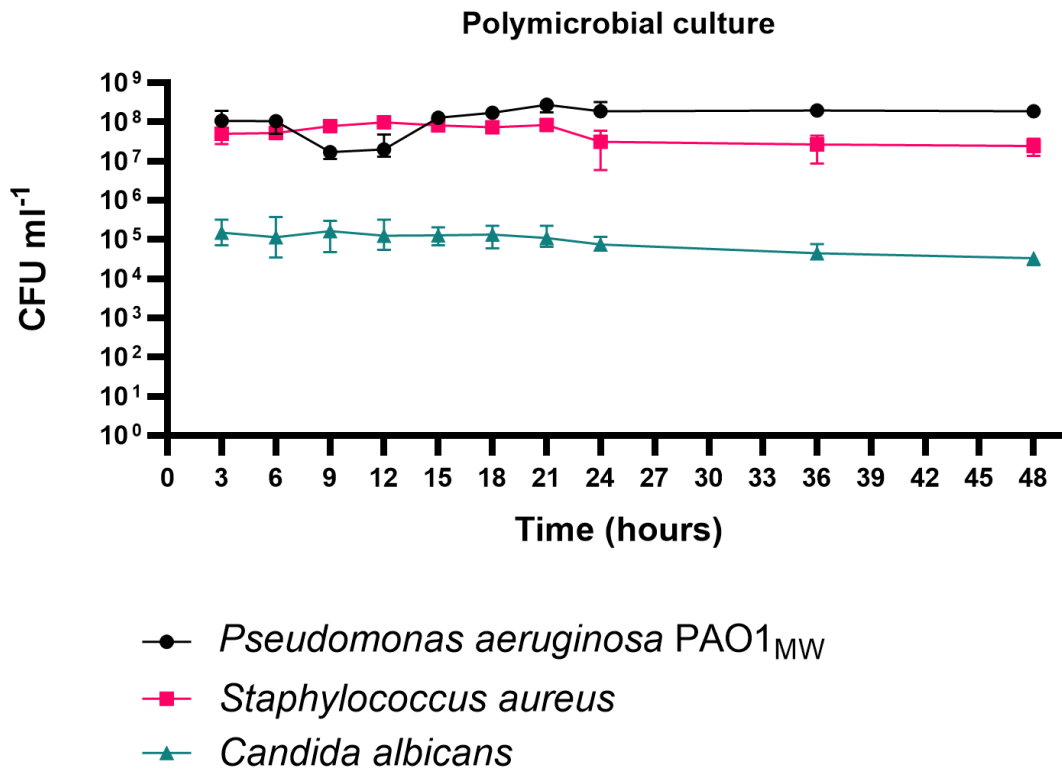 Polymicrobial culture
CFU ml⁻¹
10⁹
10⁸
10⁷
10⁶
10⁵
10⁴
10³
10²
10¹
10⁰
0 3 6 9 12 15 18 21 24 27 30 33 36 39 42 45 48
Time (hours)
Pseudomonas aeruginosa PAO1MW
Staphylococcus aureus
Candida albicans